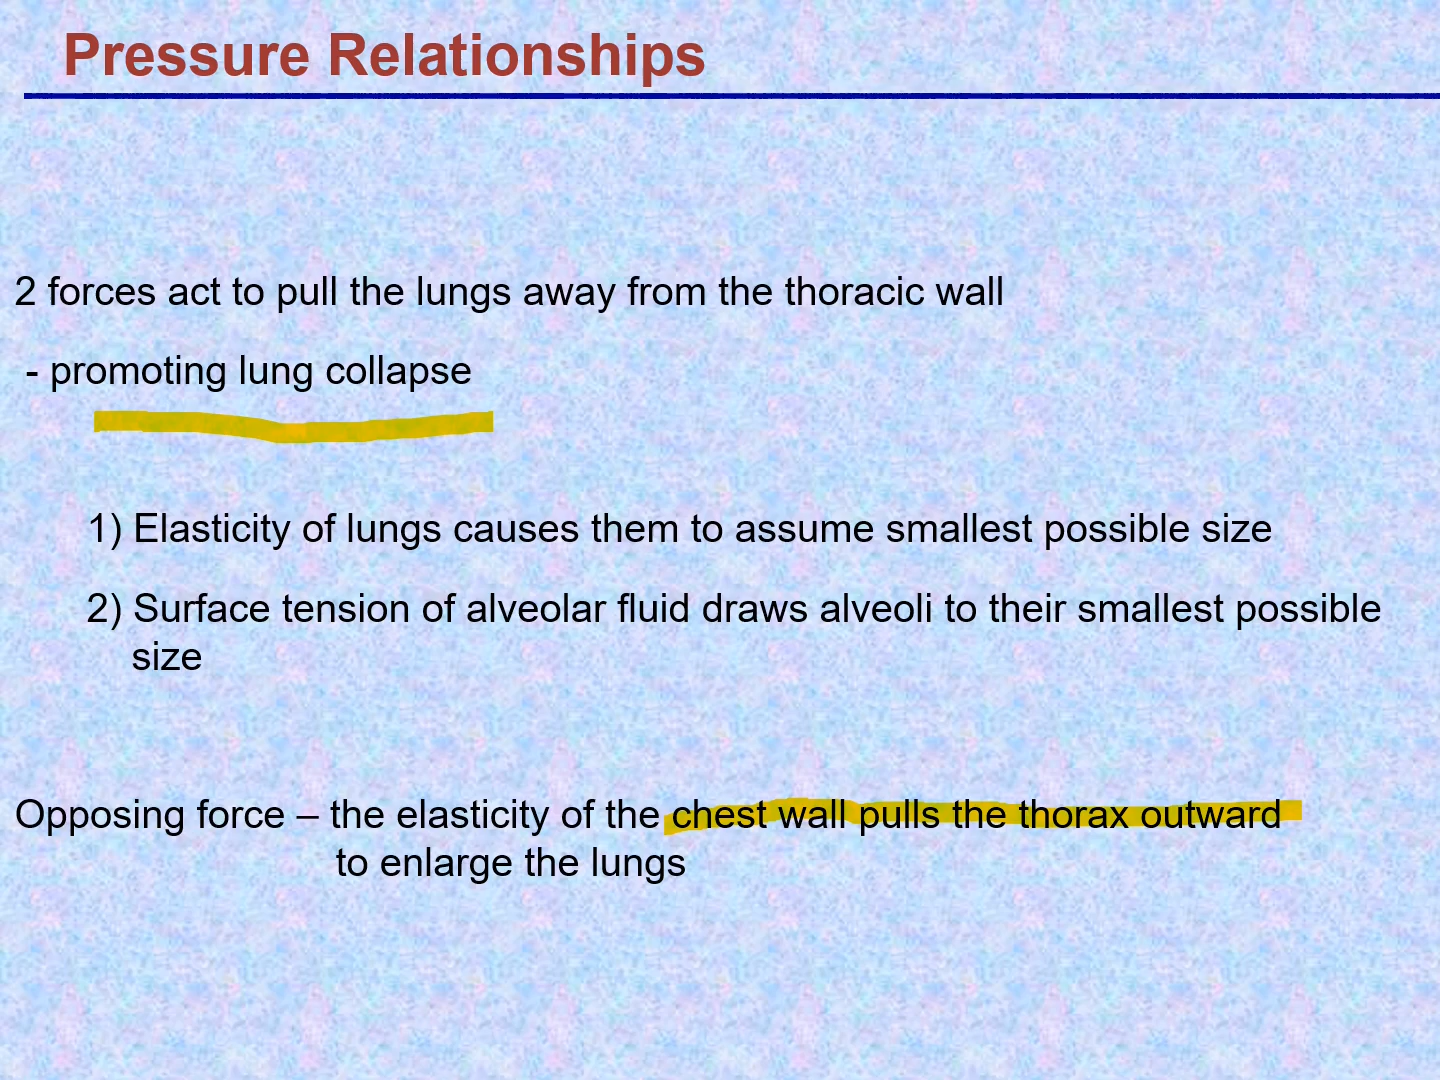 Pressure Relationships
2 forces act to pull the lungs away from the thoracic wall
- promoting lung collapse
1) Elasticity of lungs causes them to assume smallest possible size
2) Surface tension of alveolar fluid draws alveoli to their smallest possible
size
Opposing force – the elasticity of the chest wall pulls the thorax outward
to enlarge the lungs